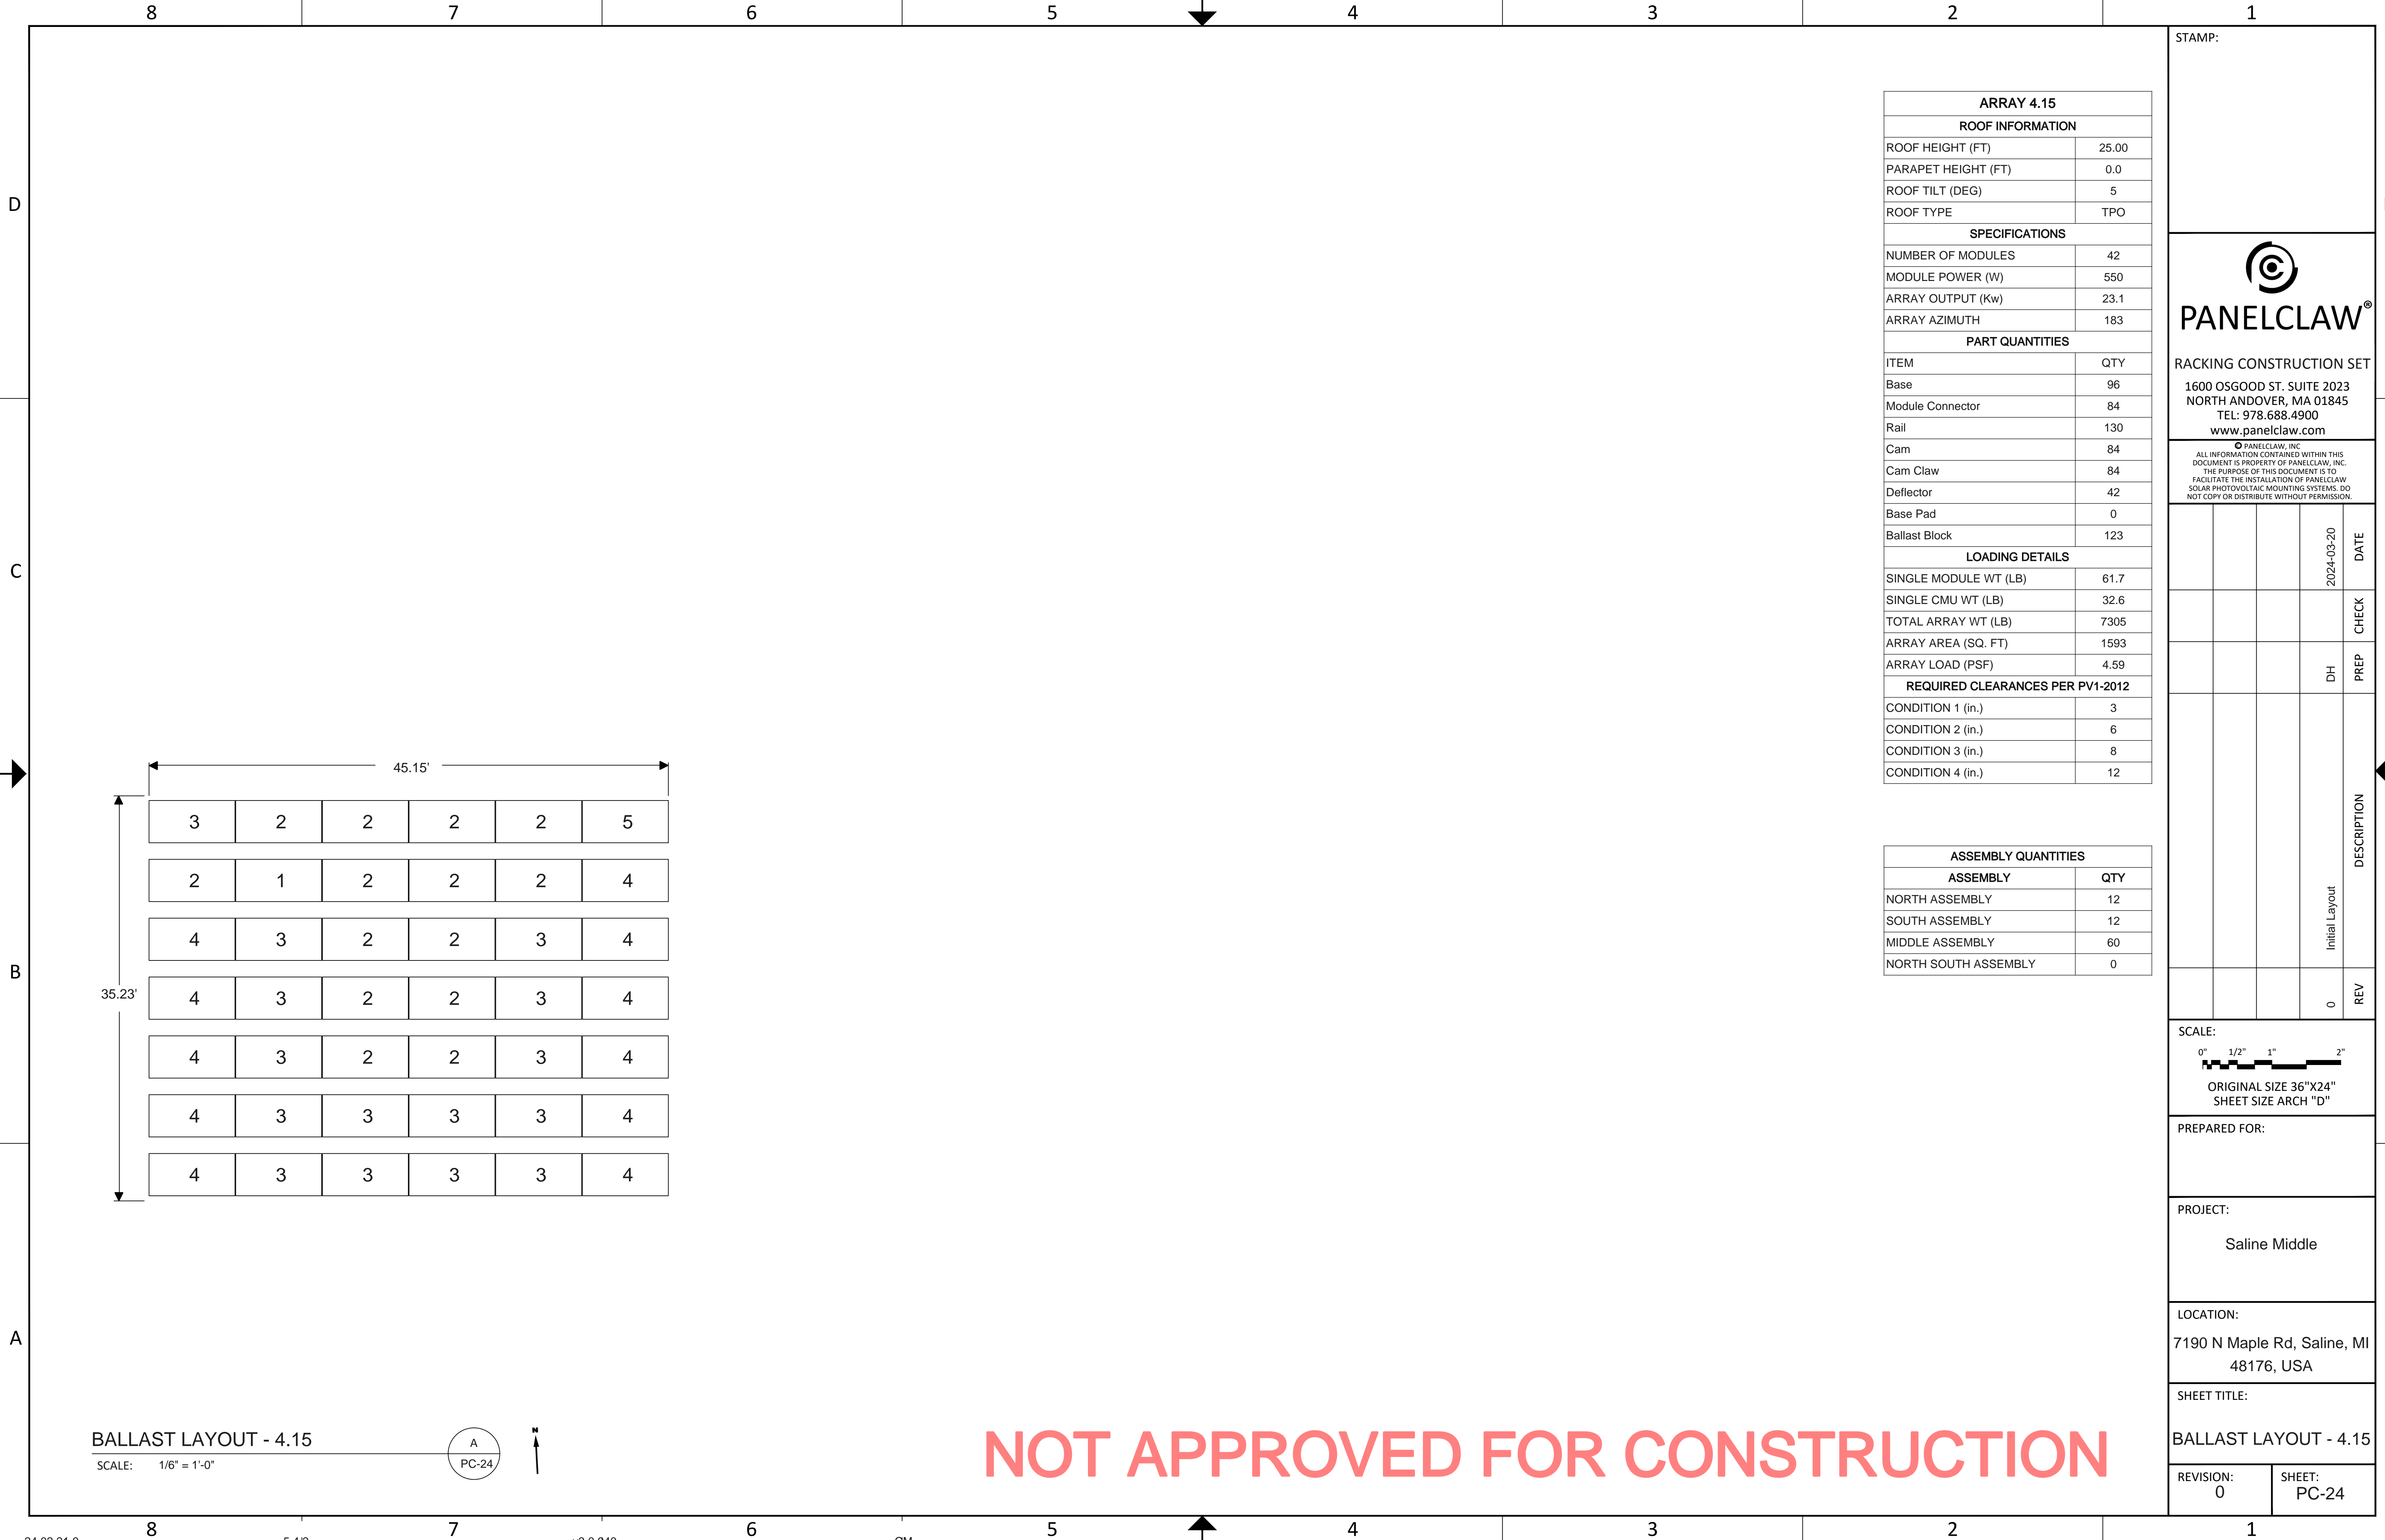 8 7 6 5 4 3 2 1
D
C
B
A
ARRAY 4.15
ROOF INFORMATION
ROOF HEIGHT (FT) 25.00
PARAPET HEIGHT (FT) 0.0
ROOF TILT (DEG) 5
ROOF TYPE TPO
SPECIFICATIONS
NUMBER OF MODULES 42
MODULE POWER (W) 550
ARRAY OUTPUT (Kw) 23.1
ARRAY AZIMUTH 183
PART QUANTITIES
ITEM QTY
Base 96
Module Connector 84
Rail 130
Cam 84
Cam Claw 84
Deflector 42
Base Pad 0
Ballast Block 123
LOADING DETAILS
SINGLE MODULE WT (LB) 61.7
SINGLE CMU WT (LB) 32.6
TOTAL ARRAY WT (LB) 7305
ARRAY AREA (SQ. FT) 1593
ARRAY LOAD (PSF) 4.59
REQUIRED CLEARANCES PER PV1-2012
CONDITION 1 (in.) 3
CONDITION 2 (in.) 6
CONDITION 3 (in.) 8
CONDITION 4 (in.) 12
ASSEMBLY QUANTITIES
ASSEMBLY QTY
NORTH ASSEMBLY 12
SOUTH ASSEMBLY 12
MIDDLE ASSEMBLY 60
NORTH SOUTH ASSEMBLY 0
45.15'
35.23'
3 2 2 2 2 5
2 1 2 2 2 4
4 3 2 2 3 4
4 3 2 2 3 4
4 3 2 2 3 4
4 3 3 3 3 4
4 3 3 3 3 4
BALLAST LAYOUT - 4.15
SCALE: 1/6" = 1'-0"
A
PC-24
N
NOT APPROVED FOR CONSTRUCTION
STAMP:
PANELCLAW®
RACKING CONSTRUCTION SET
1600 OSGOOD ST. SUITE 2023
NORTH ANDOVER, MA 01845
TEL: 978.688.4900
www.panelclaw.com
© PANELCLAW, INC
ALL INFORMATION CONTAINED WITHIN THIS
DOCUMENT IS PROPERTY OF PANELCLAW, INC.
THE PURPOSE OF THIS DOCUMENT IS TO
FACILITATE THE INSTALLATION OF PANELCLAW
SOLAR PHOTOVOLTAIC MOUNTING SYSTEMS. DO
NOT COPY OR DISTRIBUTE WITHOUT PERMISSION.
2024-03-20 DATE
CHECK
DH PREP
Initial Layout DESCRIPTION
0 REV
SCALE:
0" 1/2" 1" 2"
ORIGINAL SIZE 36"X24"
SHEET SIZE ARCH "D"
PREPARED FOR:
PROJECT:
Saline Middle
LOCATION:
7190 N Maple Rd, Saline, MI
48176, USA
SHEET TITLE:
BALLAST LAYOUT - 4.15
REVISION:
0
SHEET:
PC-24
8 7 6 5 4 3 2 1